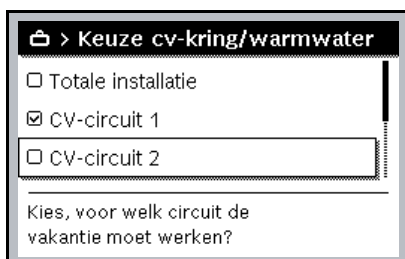 > Keuze cv-kring/warmwater
Totale installatie
CV-circuit 1
CV-circuit 2
Kies, voor welk circuit de
vakantie moet werken?